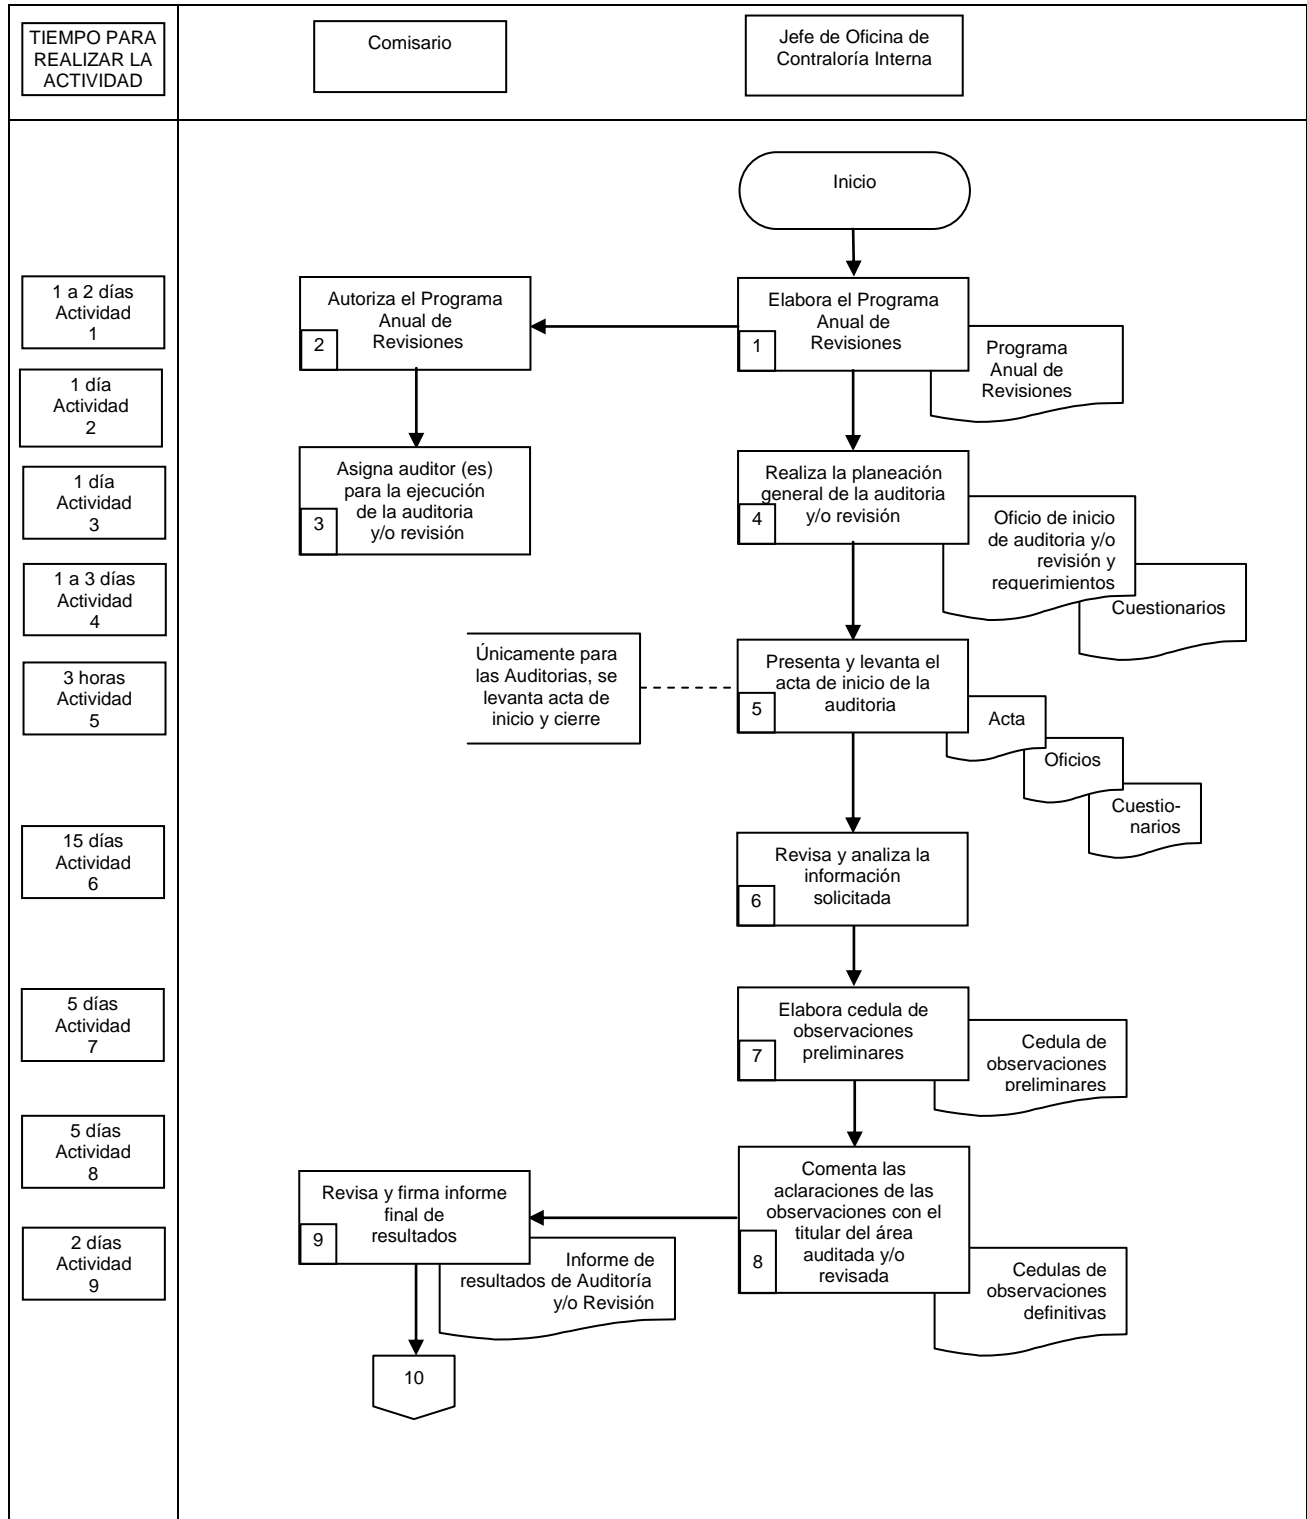 TIEMPO PARA
REALIZAR LA
ACTIVIDAD
Comisario
Jefe de Oficina de
Contraloría Interna
Inicio
1 a 2 días
Actividad
1
Autoriza el Programa
Anual de
Revisiones
2
Elabora el Programa
Anual de
Revisiones
1
Programa
Anual de
Revisiones
1 día
Actividad
2
1 día
Actividad
3
Asigna auditor (es)
para la ejecución
de la auditoria
y/o revisión
3
Realiza la planeación
general de la auditoria
y/o revisión
4
Oficio de inicio
de auditoria y/o
revisión y
requerimientos
Cuestionarios
1 a 3 días
Actividad
4
3 horas
Actividad
5
Únicamente para
las Auditorias, se
levanta acta de
inicio y cierre
Presenta y levanta el
acta de inicio de la
auditoria
5
Acta
Oficios
Cuestio-
narios
15 días
Actividad
6
Revisa y analiza la
información
solicitada
6
5 días
Actividad
7
Elabora cedula de
observaciones
preliminares
7
Cedula de
observaciones
preliminares
5 días
Actividad
8
Comenta las
aclaraciones de las
observaciones con el
titular del área
auditada y/o
revisada
8
Cedulas de
observaciones
definitivas
2 días
Actividad
9
Revisa y firma informe
final de
resultados
9
Informe de
resultados de Auditoría
y/o Revisión
10